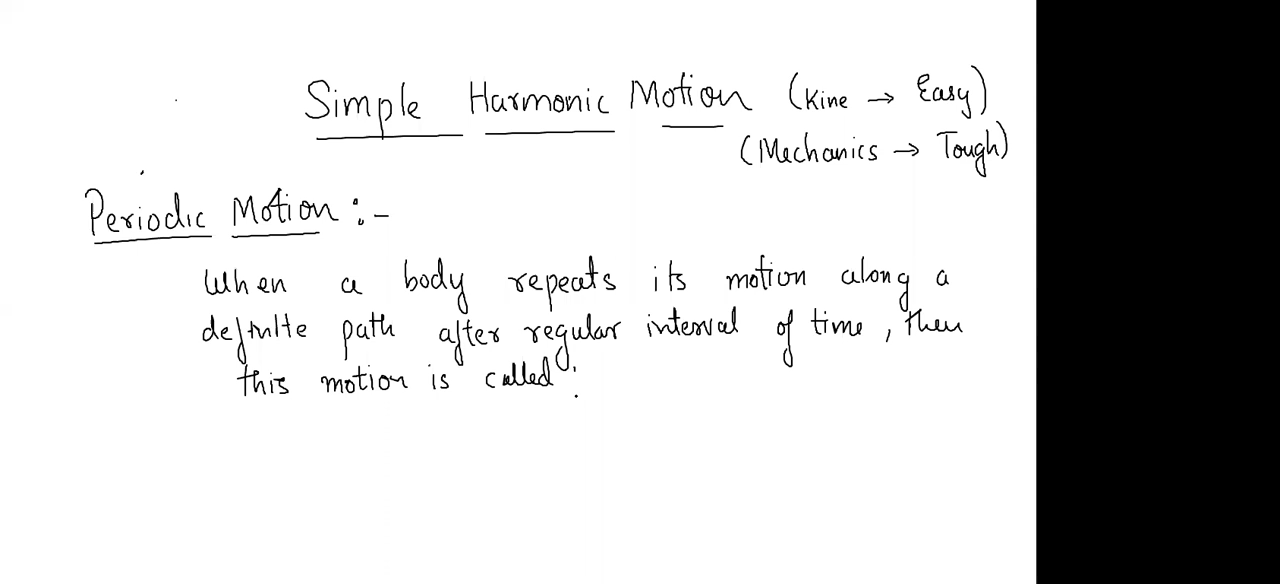 Simple Harmonic Motion (Kine → Easy)
(Mechanics → Tough)
Periodic Motion :-
When a body repeats its motion along a
definite path after regular interval of time, then
this motion is called